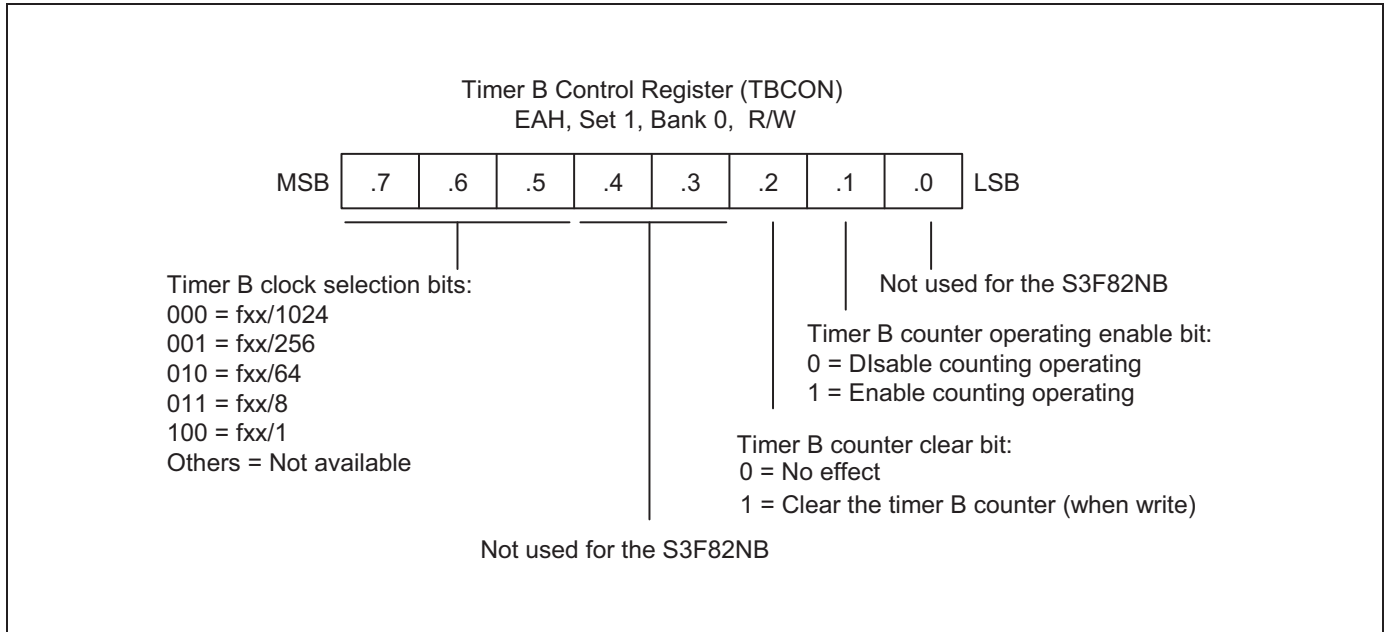 Timer B Control Register (TBCON)
EAH, Set 1, Bank 0, R/W
MSB .7 .6 .5 .4 .3 .2 .1 .0 LSB
Timer B clock selection bits:
000 = fxx/1024
001 = fxx/256
010 = fxx/64
011 = fxx/8
100 = fxx/1
Others = Not available
Not used for the S3F82NB
Timer B counter operating enable bit:
0 = DIsable counting operating
1 = Enable counting operating
Timer B counter clear bit:
0 = No effect
1 = Clear the timer B counter (when write)
Not used for the S3F82NB